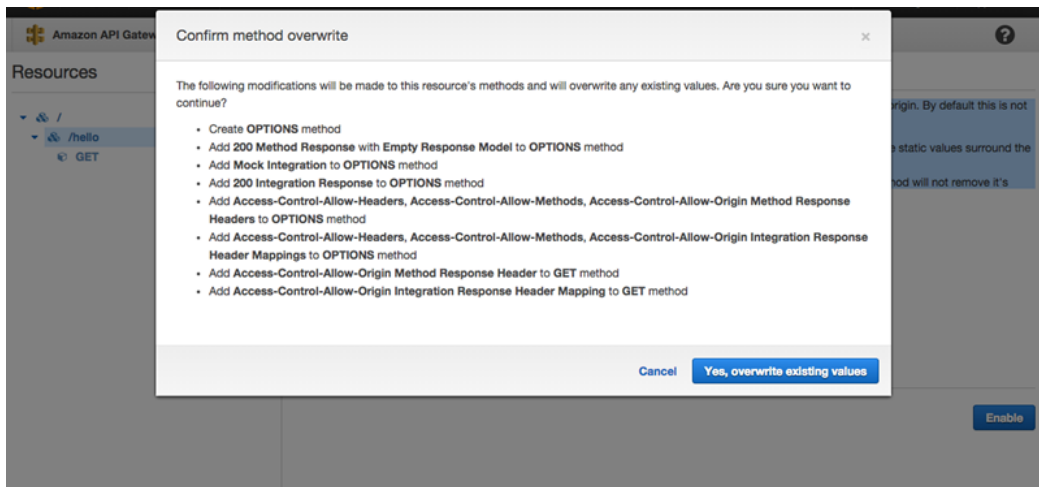 Amazon API Gatew
Confirm method overwrite
×
?
Resources
The following modifications will be made to this resource's methods and will overwrite any existing values. Are you sure you want to
continue?
/
/hello
GET
• Create OPTIONS method
• Add 200 Method Response with Empty Response Model to OPTIONS method
• Add Mock Integration to OPTIONS method
• Add 200 Integration Response to OPTIONS method
• Add Access-Control-Allow-Headers, Access-Control-Allow-Methods, Access-Control-Allow-Origin Method Response
Headers to OPTIONS method
• Add Access-Control-Allow-Headers, Access-Control-Allow-Methods, Access-Control-Allow-Origin Integration Response
Header Mappings to OPTIONS method
• Add Access-Control-Allow-Origin Method Response Header to GET method
• Add Access-Control-Allow-Origin Integration Response Header Mapping to GET method
origin. By default this is not
static values surround the
will not remove it's
Cancel
Yes, overwrite existing values
Enable